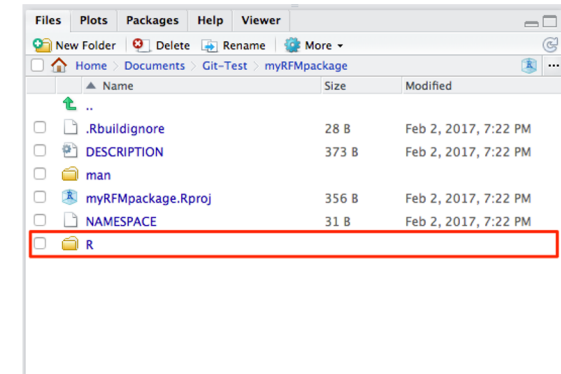 Files Plots Packages Help Viewer
New Folder Delete Rename More
Home Documents Git-Test myRFMpackage R ...
Name Size Modified
..
.Rbuildignore 28 B Feb 2, 2017, 7:22 PM
DESCRIPTION 373 B Feb 2, 2017, 7:22 PM
man
R myRFMpackage.Rproj 356 B Feb 2, 2017, 7:22 PM
NAMESPACE 31 B Feb 2, 2017, 7:22 PM
R